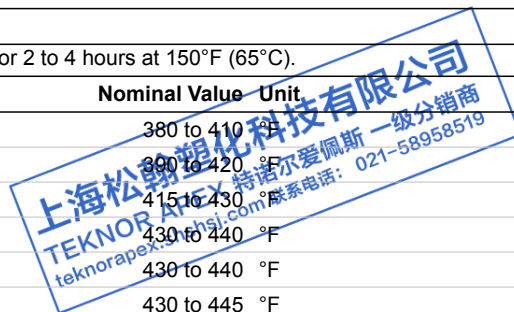 or 2 to 4 hours at 150°F (65°C).
Nominal Value Unit
380 to 410 °F
390 to 420 °F
415 to 430 °F
430 to 440 °F
430 to 440 °F
430 to 445 °F
上海松翰塑化科技有限公司
TEKNOR APEX 特诺尔爱佩斯 一级分销商
teknorapex.shshsj.com 联系电话：021-58958519